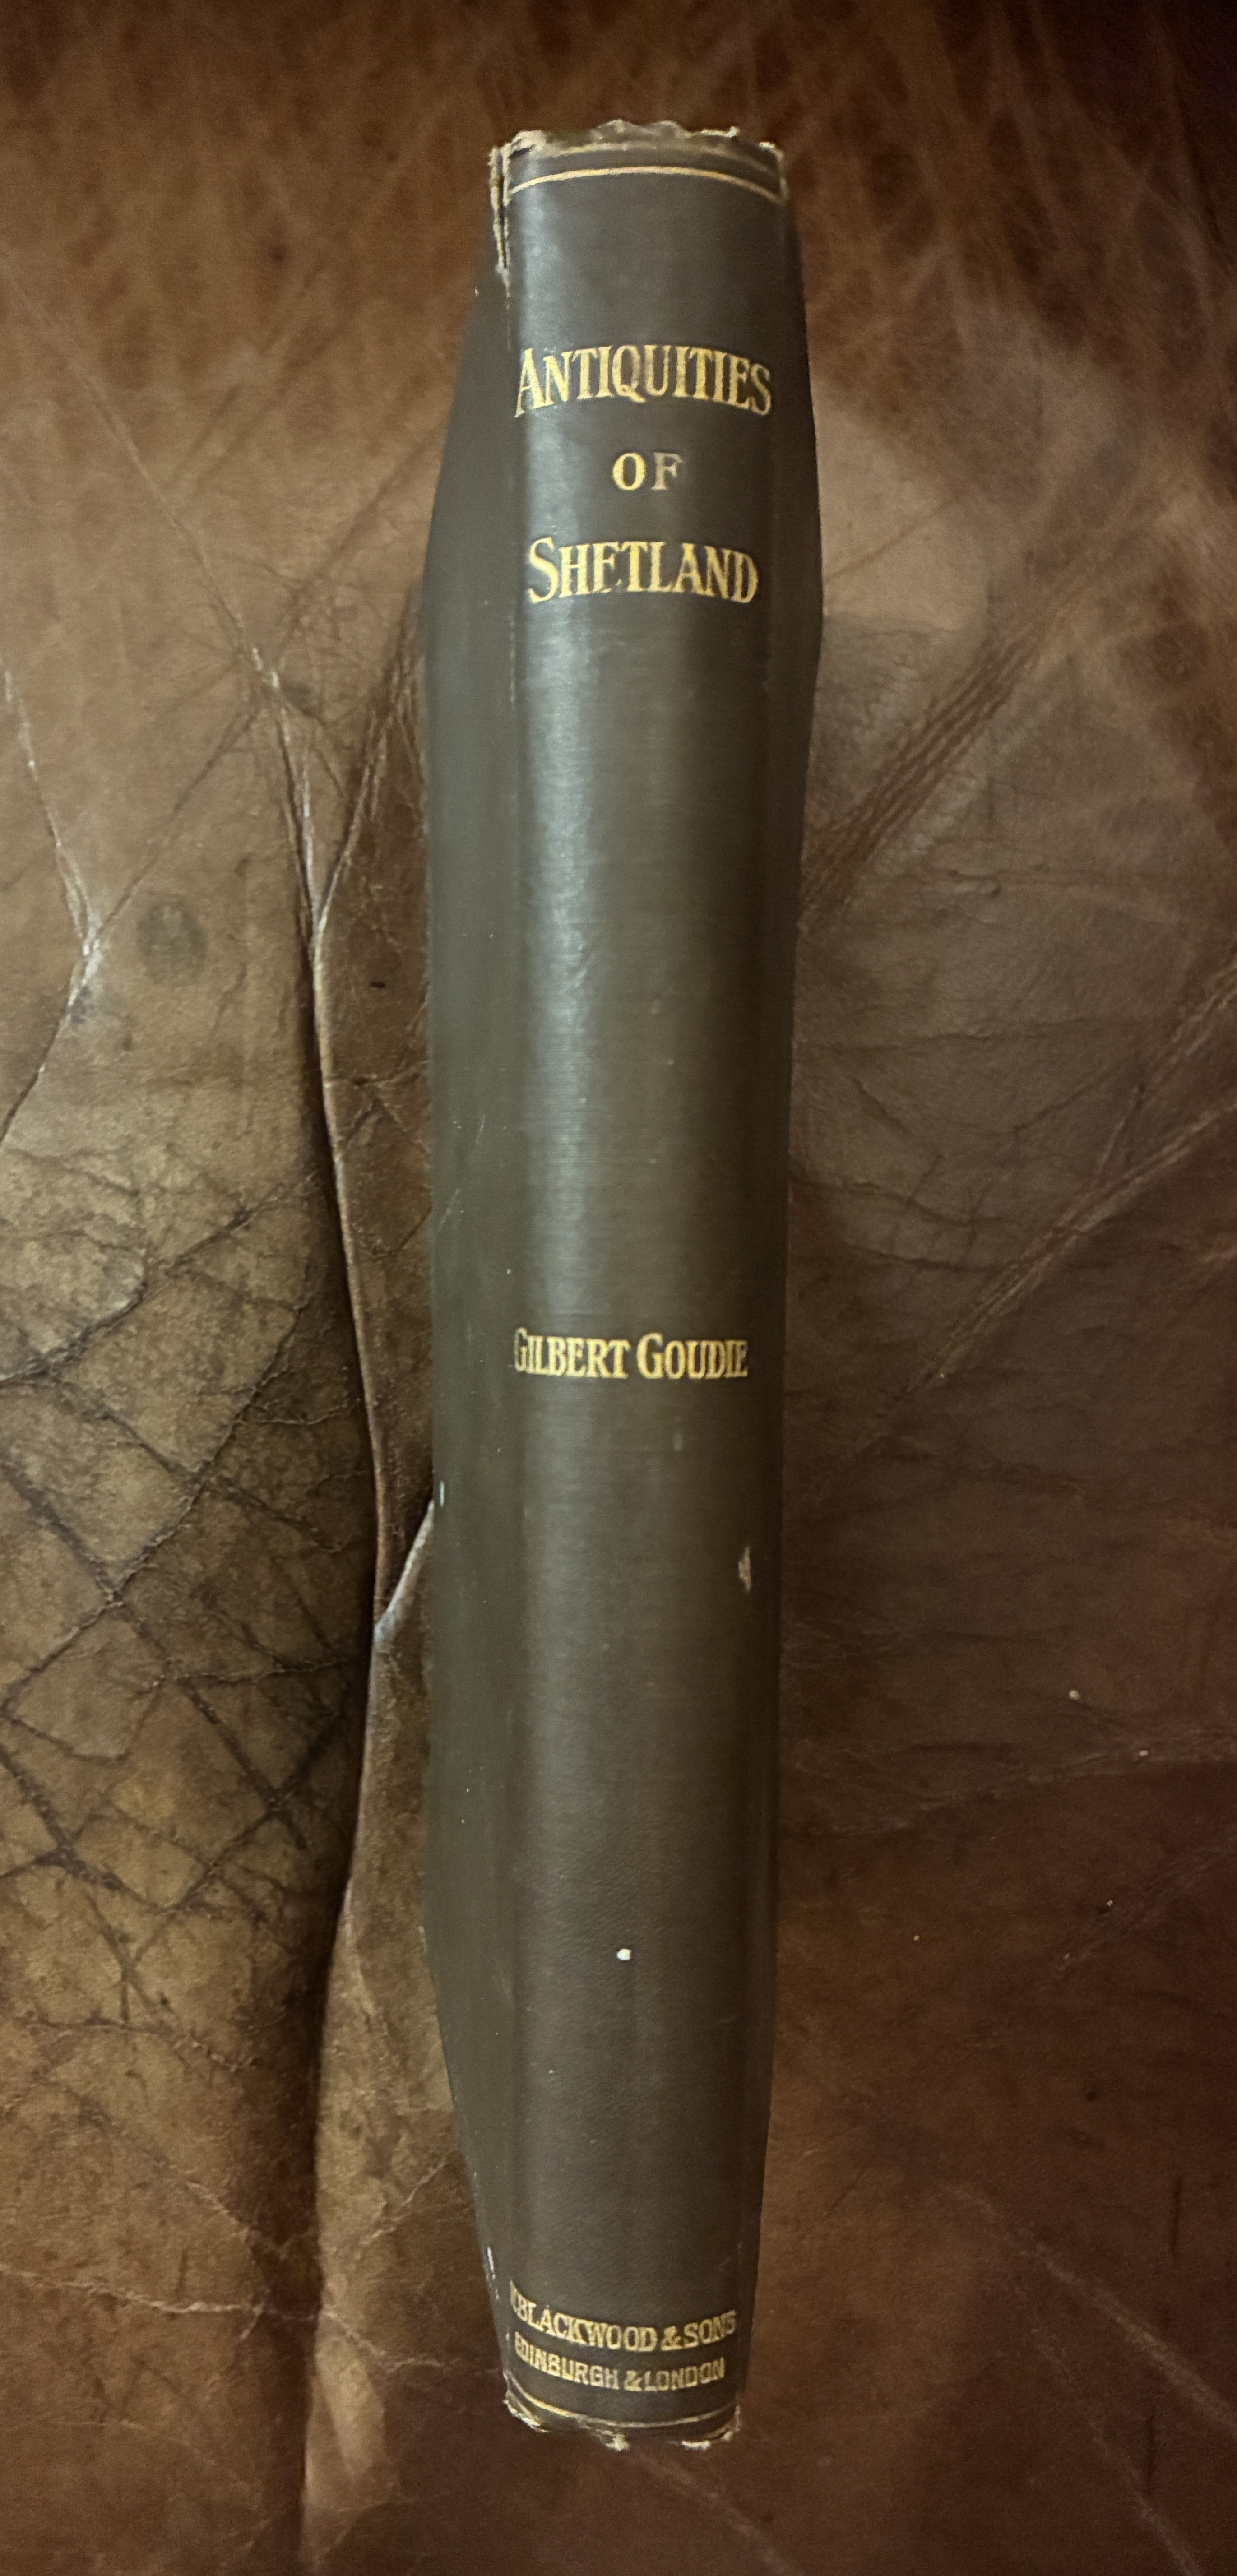 ANTIQUITIES
OF
SHETLAND
GILBERT GOUDIE
BLACKWOOD & SONS
EDINBURGH & LONDON